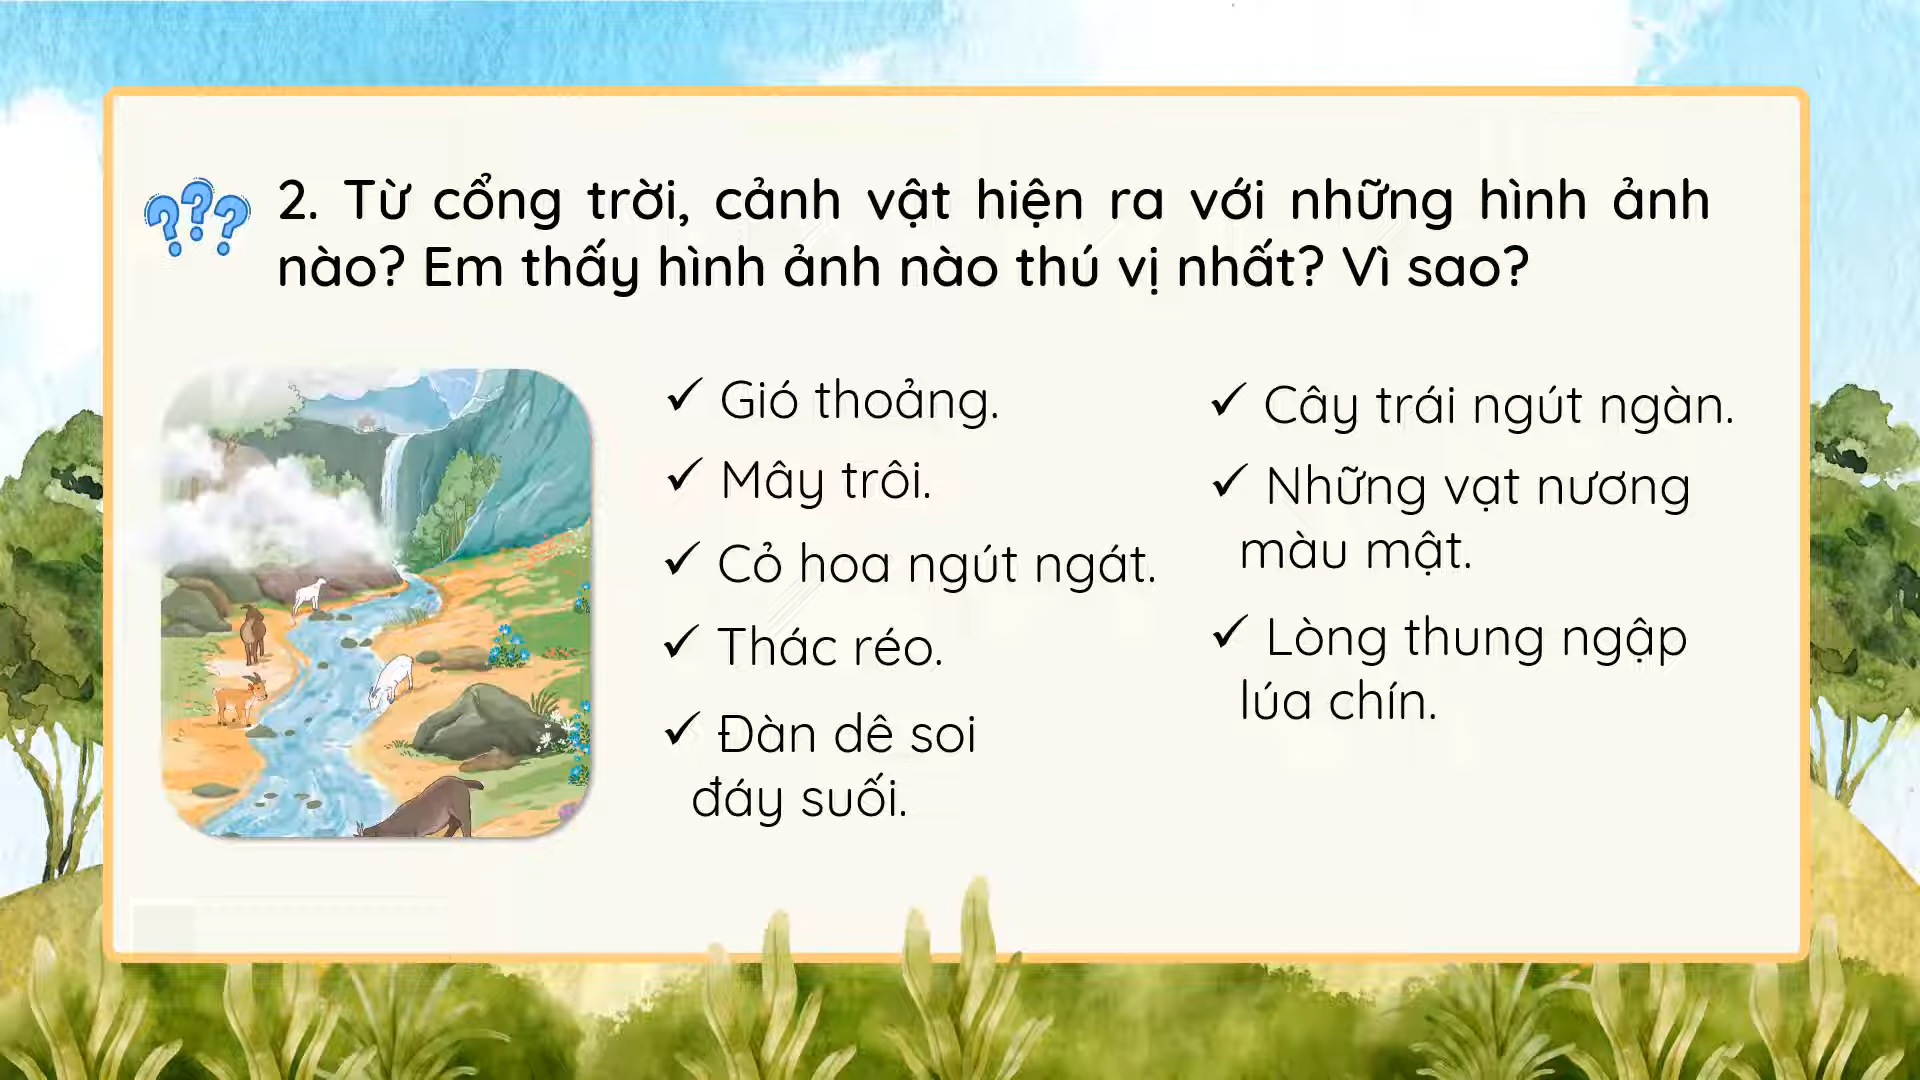 2. Từ cổng trời, cảnh vật hiện ra với những hình ảnh
nào? Em thấy hình ảnh nào thú vị nhất? Vì sao?
✓ Gió thoảng.
✓ Mây trôi.
✓ Cỏ hoa ngút ngát.
✓ Thác réo.
✓ Đàn dê soi
đáy suối.
✓ Cây trái ngút ngàn.
✓ Những vạt nương
màu mật.
✓ Lòng thung ngập
lúa chín.